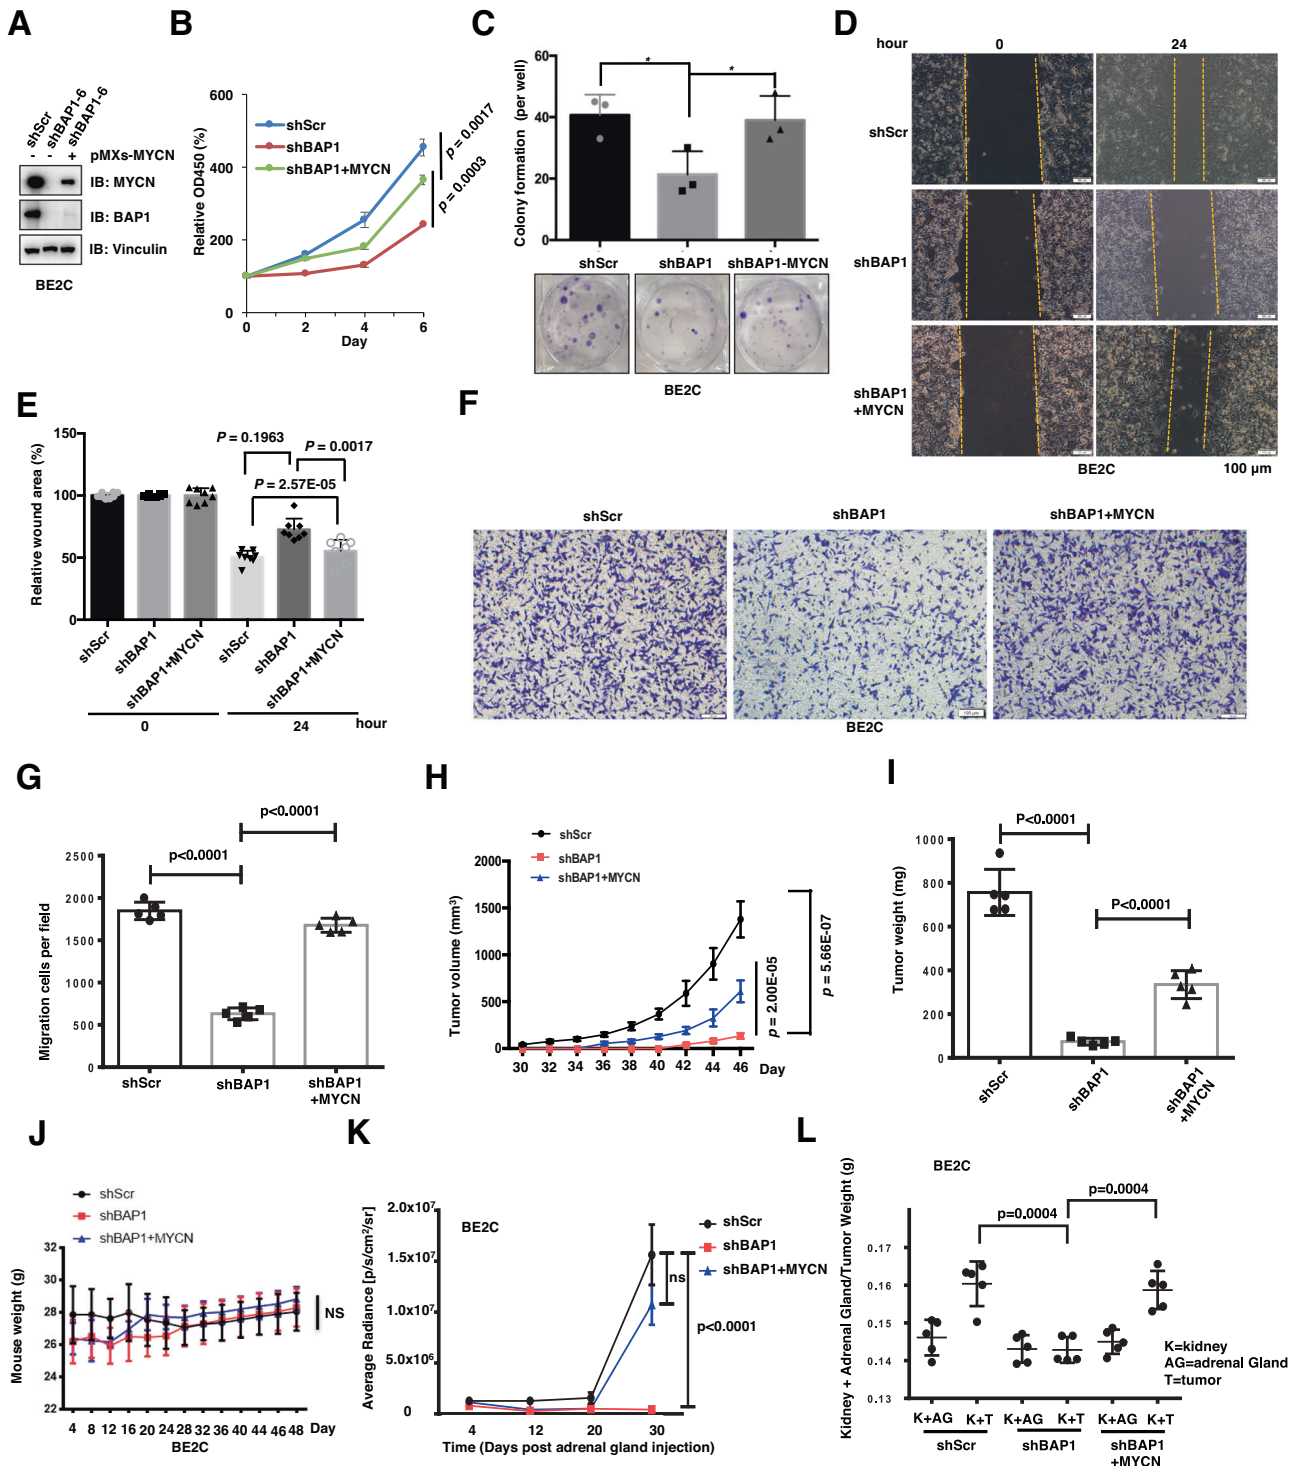 A
shScr
shBAP1-6
shBAP1-6
- - + pMXs-MYCN
IB: MYCN
IB: BAP1
IB: Vinculin
BE2C
B
Relative OD450 (%)
600
400
200
0
shScr
shBAP1
shBAP1+MYCN
p = 0.0017
p = 0.0003
0 2 4 6
Day
C
Colony formation (per well)
60
40
20
0
* *
shScr shBAP1 shBAP1-MYCN
BE2C
D
hour 0 24
shScr
shBAP1
shBAP1
+MYCN
BE2C 100 µm
E
Relative wound area (%)
150
100
50
0
P = 0.1963
P = 0.0017
P = 2.57E-05
shScr
shBAP1
shBAP1+MYCN
shScr
shBAP1
shBAP1+MYCN
0 24 hour
F
shScr shBAP1 shBAP1+MYCN
BE2C
G
Migration cells per field
2500
2000
1500
1000
500
0
p<0.0001
p<0.0001
shScr shBAP1 shBAP1
+MYCN
H
shScr
shBAP1
shBAP1+MYCN
Tumor volume (mm³)
2000
1500
1000
500
0
p = 2.00E-05
p = 5.66E-07
30 32 34 36 38 40 42 44 46 Day
I
Tumor weight (mg)
1000
800
600
400
200
0
P<0.0001
P<0.0001
shScr
shBAP1
shBAP1
+MYCN
J
shScr
shBAP1
shBAP1+MYCN
Mouse weight (g)
32
30
28
26
24
22
NS
4 8 12 16 20 24 28 32 36 40 44 46 48 Day
BE2C
K
Average Radiance [p/s/cm²/sr]
2.0x10⁷
1.5x10⁷
1.0x10⁷
5.0x10⁶
0
BE2C
shScr
shBAP1
shBAP1+MYCN
ns
p<0.0001
4 12 20 30
Time (Days post adrenal gland injection)
L
BE2C
Kidney + Adrenal Gland/Tumor Weight (g)
0.17
0.16
0.15
0.14
0.13
p=0.0004
p=0.0004
K=kidney
AG=adrenal Gland
T=tumor
K+AG K+T K+AG K+T K+AG K+T
shScr shBAP1 shBAP1
+MYCN